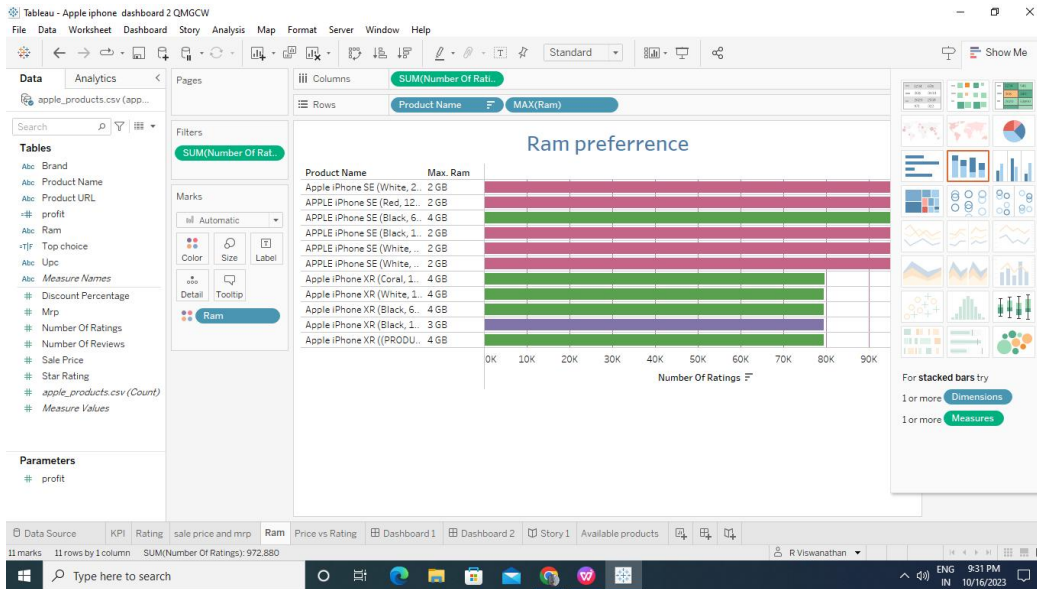 Tableau - Apple iphone dashboard 2 QMGCW
File Data Worksheet Dashboard Story Analysis Map Format Server Window Help
Standard
Show Me
Data Analytics
apple_products.csv (app...
Search
Tables
Abc Brand
Abc Product Name
Abc Product URL
=# profit
Abc Ram
=T|F Top choice
Abc Upc
Abc Measure Names
# Discount Percentage
# Mrp
# Number Of Ratings
# Number Of Reviews
# Sale Price
# Star Rating
# apple_products.csv (Count)
# Measure Values
Parameters
# profit
Pages
Filters
SUM(Number Of Rat..
Marks
Automatic
Color Size Label
Detail Tooltip
Ram
Columns SUM(Number Of Rati..
Rows Product Name MAX(Ram)
Ram preferrence
Product Name Max. Ram
Apple iPhone SE (White, 2.. 2 GB
APPLE iPhone SE (Red, 12.. 2 GB
APPLE iPhone SE (Black, 6.. 4 GB
APPLE iPhone SE (Black, 1.. 2 GB
APPLE iPhone SE (White, .. 2 GB
APPLE iPhone SE (White, .. 2 GB
Apple iPhone XR (Coral, 1.. 4 GB
Apple iPhone XR (White, 1.. 4 GB
Apple iPhone XR (Black, 6.. 4 GB
Apple iPhone XR (Black, 1.. 3 GB
Apple iPhone XR ((PRODU.. 4 GB
0K 10K 20K 30K 40K 50K 60K 70K 80K 90K
Number Of Ratings
For stacked bars try
1 or more Dimensions
1 or more Measures
Data Source KPI Rating sale price and mrp Ram Price vs Rating Dashboard 1 Dashboard 2 Story 1 Available products
11 marks 11 rows by 1 column SUM(Number Of Ratings): 972,880
R Viswanathan
Type here to search
ENG 9:31 PM
IN 10/16/2023